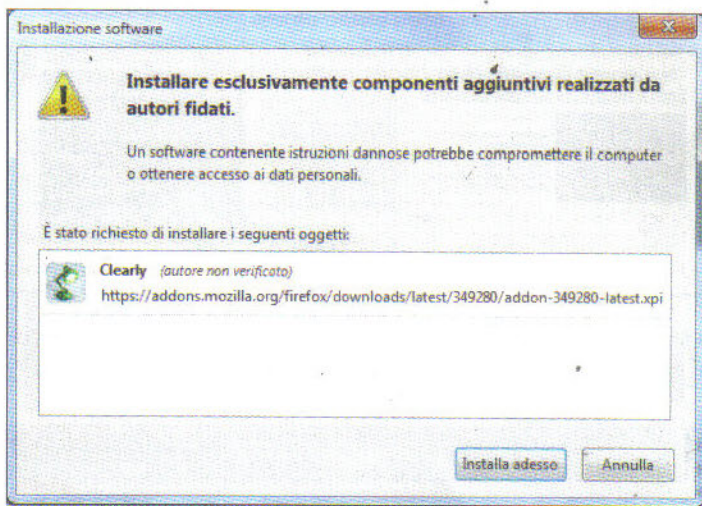 Installazione software
Installare esclusivamente componenti aggiuntivi realizzati da
autori fidati.
Un software contenente istruzioni dannose potrebbe compromettere il computer
o ottenere accesso ai dati personali.
È stato richiesto di installare i seguenti oggetti:
Clearly (autore non verificato)
https://addons.mozilla.org/firefox/downloads/latest/349280/addon-349280-latest.xpi
Installa adesso
Annulla